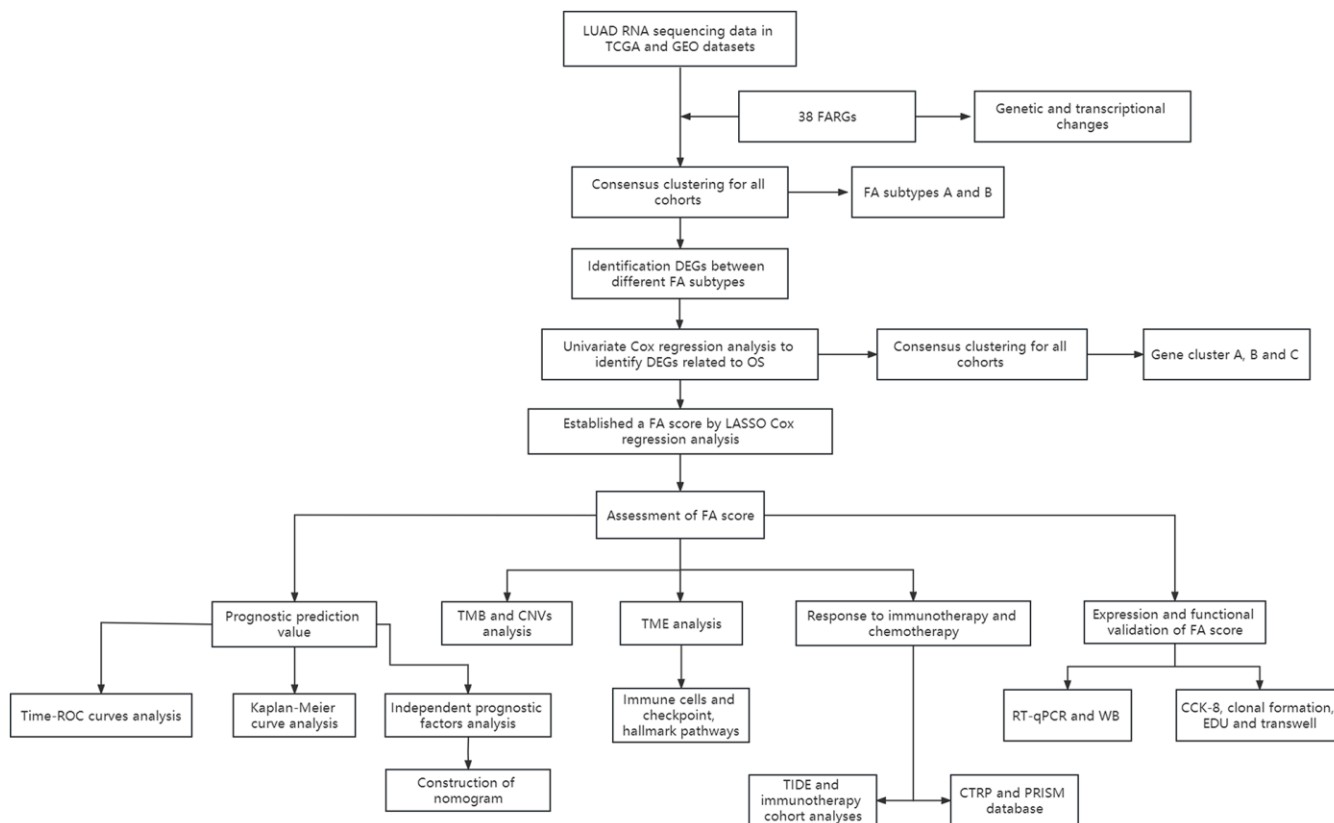 LUAD RNA sequencing data in
TCGA and GEO datasets
38 FARGs
Genetic and transcriptional
changes
Consensus clustering for all
cohorts
FA subtypes A and B
Identification DEGs between
different FA subtypes
Univariate Cox regression analysis to
identify DEGs related to OS
Consensus clustering for all
cohorts
Gene cluster A, B and C
Established a FA score by LASSO Cox
regression analysis
Assessment of FA score
Prognostic prediction
value
TMB and CNVs
analysis
TME analysis
Response to immunotherapy and
chemotherapy
Expression and functional
validation of FA score
Time-ROC curves analysis
Kaplan-Meier
curve analysis
Independent prognostic
factors analysis
Immune cells and
checkpoint,
hallmark pathways
RT-qPCR and WB
CCK-8, clonal formation,
EDU and transwell
Construction of
nomogram
TIDE and
immunotherapy
cohort analyses
CTRP and PRISM
database